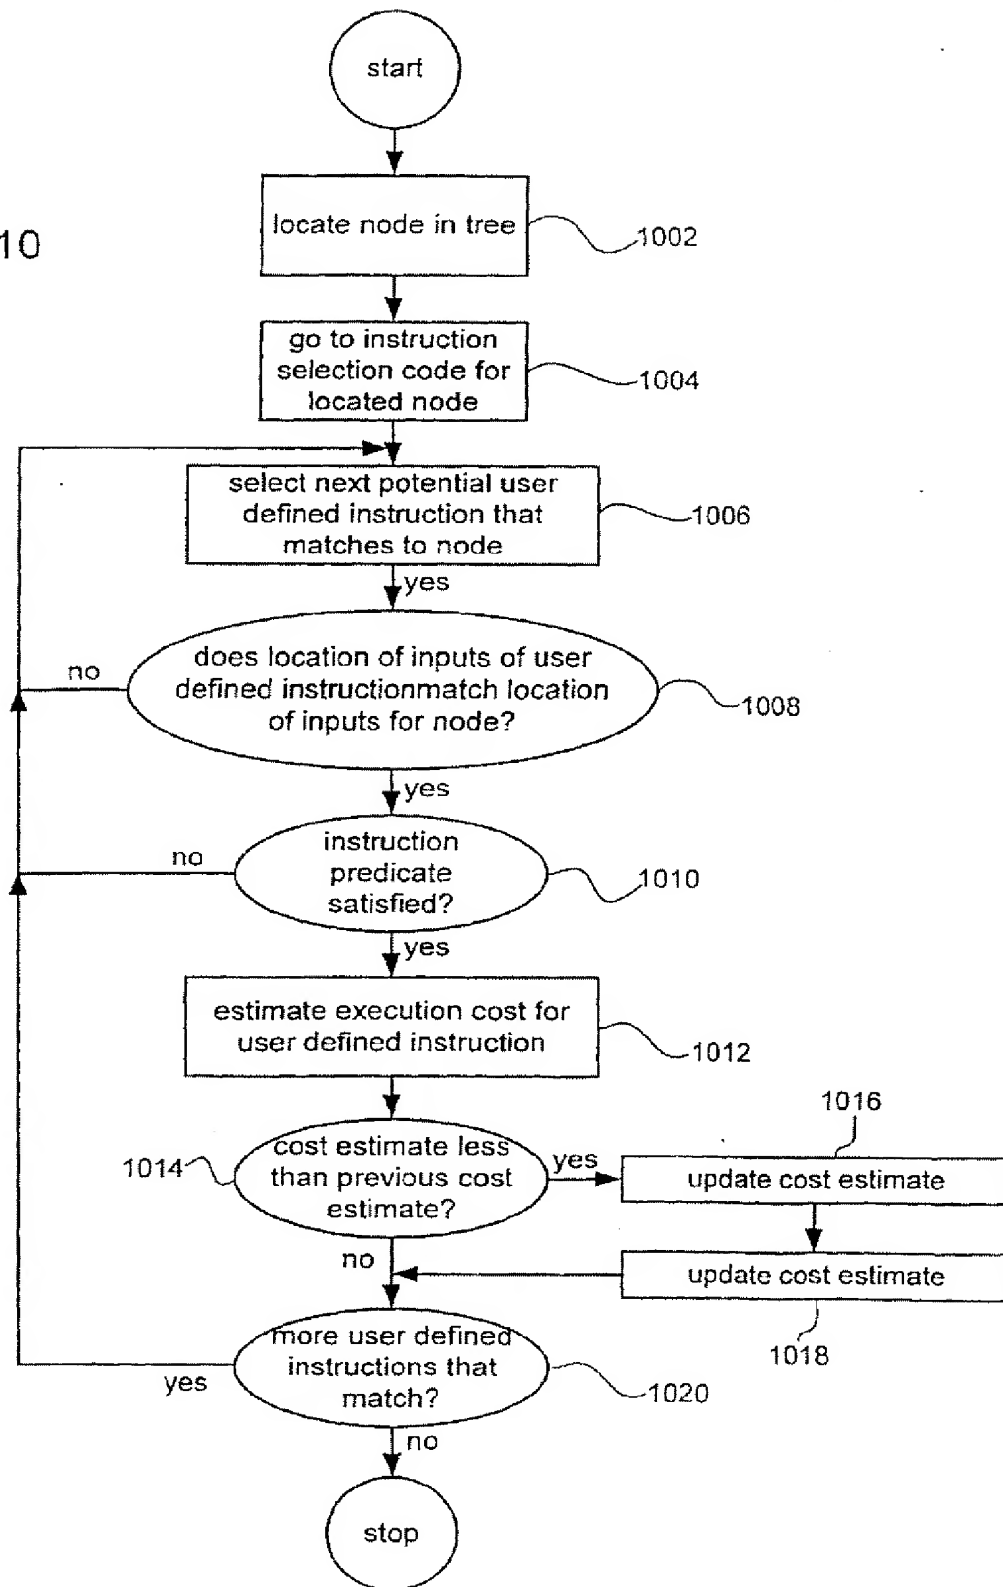 start
10
locate node in tree
1002
go to instruction
selection code for
located node
1004
select next potential user
defined instruction that
matches to node
1006
yes
no
does location of inputs of user
defined instructionmatch location
of inputs for node?
1008
yes
no
instruction
predicate
satisfied?
1010
yes
estimate execution cost for
user defined instruction
1012
1014
cost estimate less
than previous cost
estimate?
yes
1016
update cost estimate
no
update cost estimate
1018
more user defined
instructions that
match?
yes
1020
no
stop